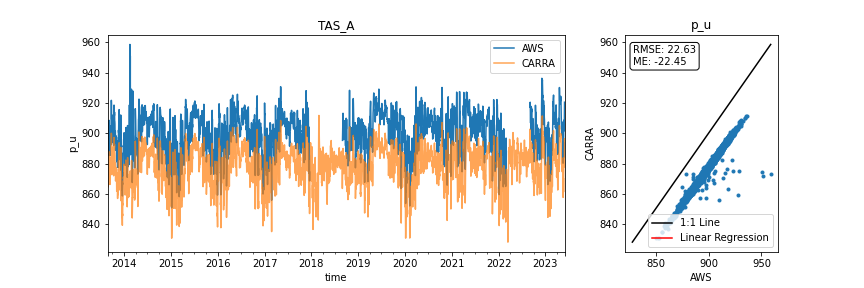 TAS_A
p_u
960
940
920
900
880
860
840
p_u
AWS
CARRA
2014 2015 2016 2017 2018 2019 2020 2021 2022 2023
time
p_u
RMSE: 22.63
ME: -22.45
960
940
920
900
880
860
840
CARRA
1:1 Line
Linear Regression
850 900 950
AWS